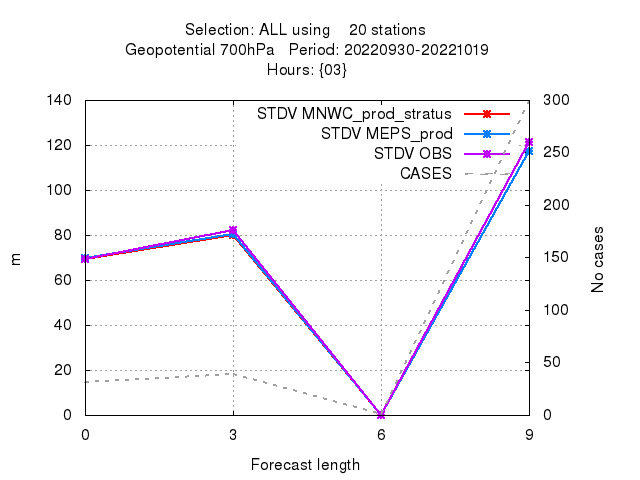 Selection: ALL using 20 stations
Geopotential 700hPa Period: 20220930-20221019
Hours: {03}
140
120
100
80
60
40
20
0
300
250
200
150
100
50
0
STDV MNWC_prod_stratus
STDV MEPS_prod
STDV OBS
CASES
m
No cases
0 3 6 9
Forecast length